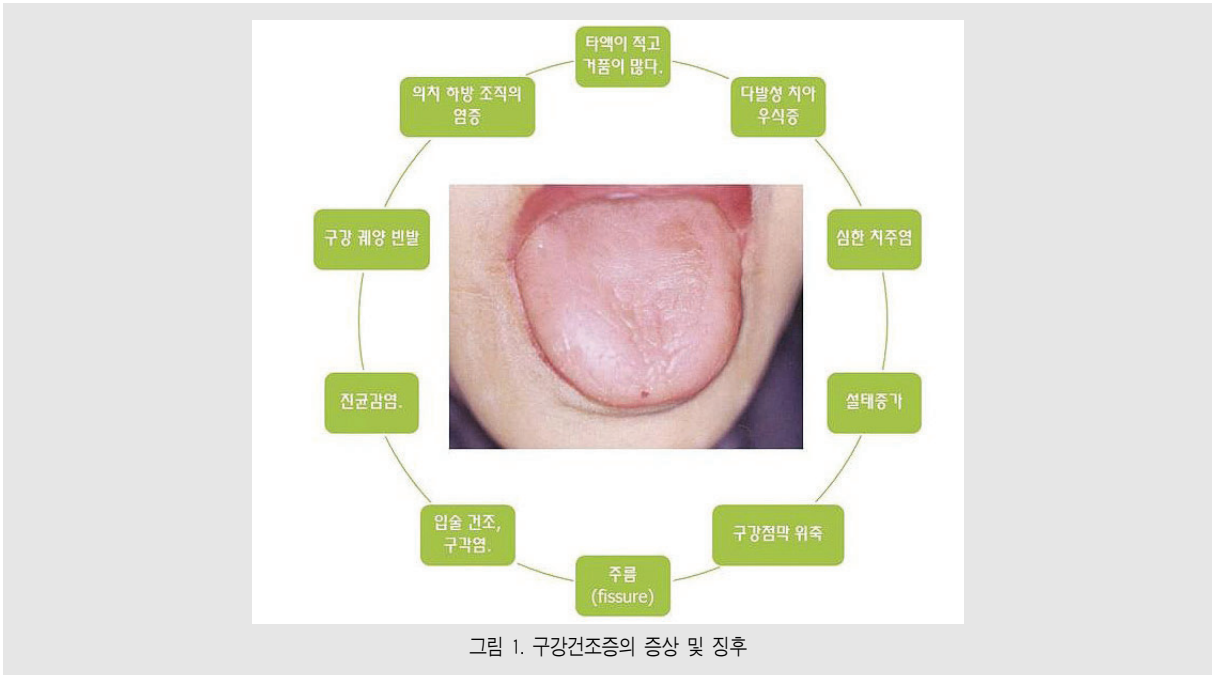 타액이 적고
거품이 많다.
다발성 치아
우식증
심한 치주염
설태증가
구강점막 위축
주름
(fissure)
입술 건조,
구각염.
진균감염.
구강 궤양 빈발
의치 하방 조직의
염증
그림 1. 구강건조증의 증상 및 징후